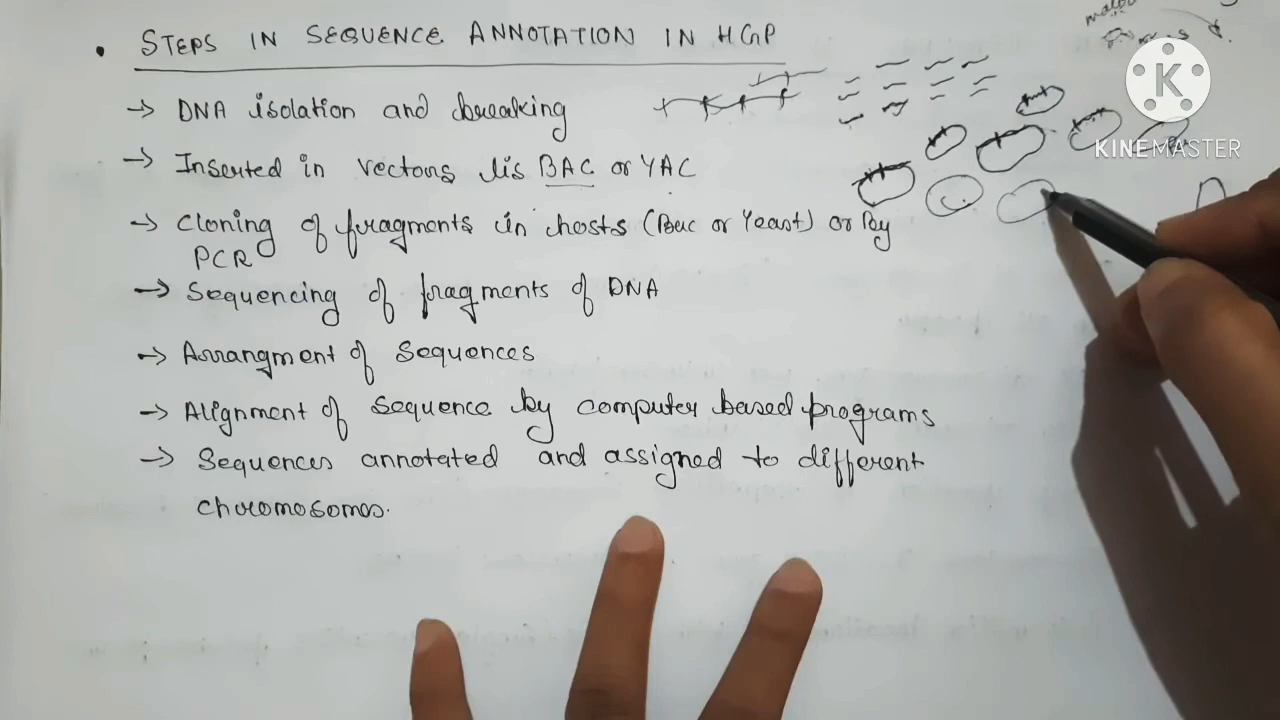 • STEPS IN SEQUENCE ANNOTATION IN HGP
→ DNA isolation and breaking
→ Inserted in vectors lis BAC or YAC
→ Cloning of fragments in hosts (Bac or Yeast) or By
PCR
→ Sequencing of fragments of DNA
→ Arrangment of sequences
→ Alignment of sequence by computer based programs
→ Sequences annotated and assigned to different
chromosomes.
K
KINEMASTER